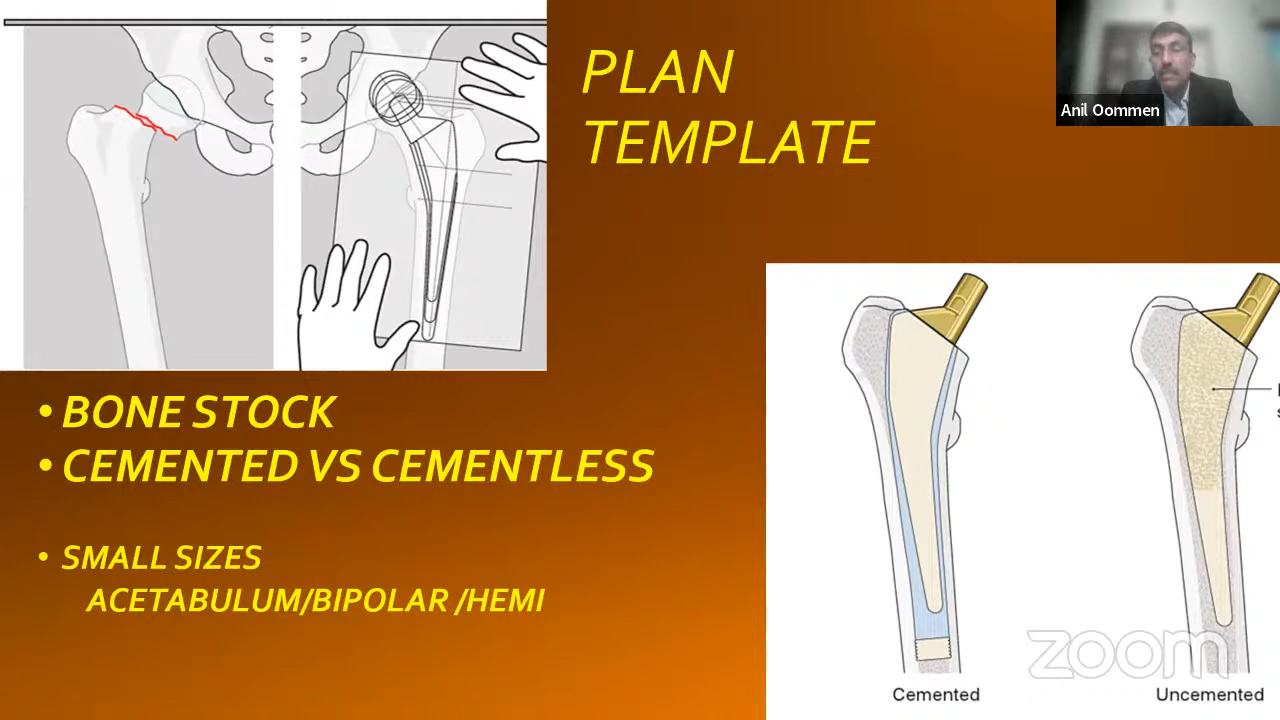 PLAN
TEMPLATE
Anil Oommen
• BONE STOCK
• CEMENTED VS CEMENTLESS
• SMALL SIZES
ACETABULUM/BIPOLAR /HEMI
Cemented
Uncemented
zoom